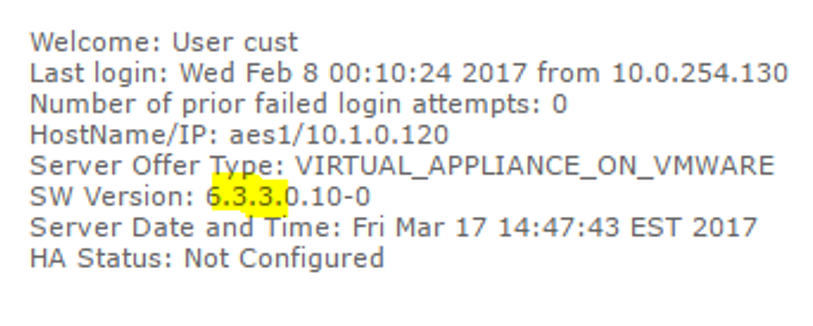 Welcome: User cust
Last login: Wed Feb 8 00:10:24 2017 from 10.0.254.130
Number of prior failed login attempts: 0
HostName/IP: aes1/10.1.0.120
Server Offer Type: VIRTUAL_APPLIANCE_ON_VMWARE
SW Version: 6.3.3.0.10-0
Server Date and Time: Fri Mar 17 14:47:43 EST 2017
HA Status: Not Configured